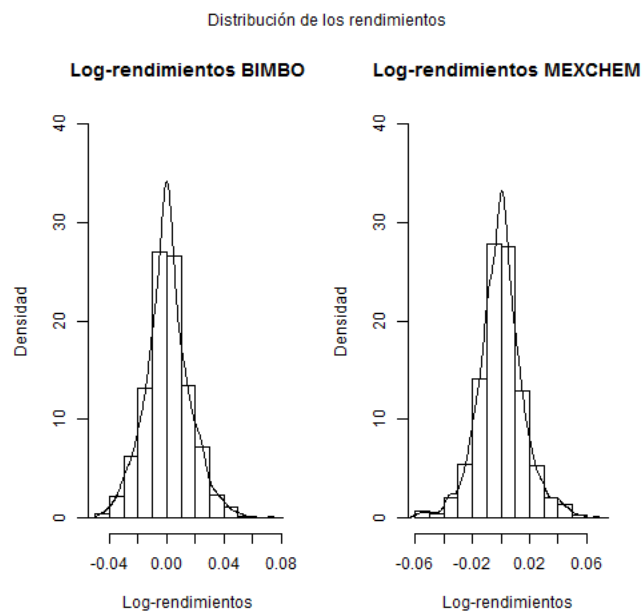 Distribución de los rendimientos
Log-rendimientos BIMBO
Densidad
0 10 20 30 40
-0.04 0.00 0.04 0.08
Log-rendimientos
Log-rendimientos MEXCHEM
Densidad
0 10 20 30 40
-0.06 -0.02 0.02 0.06
Log-rendimientos